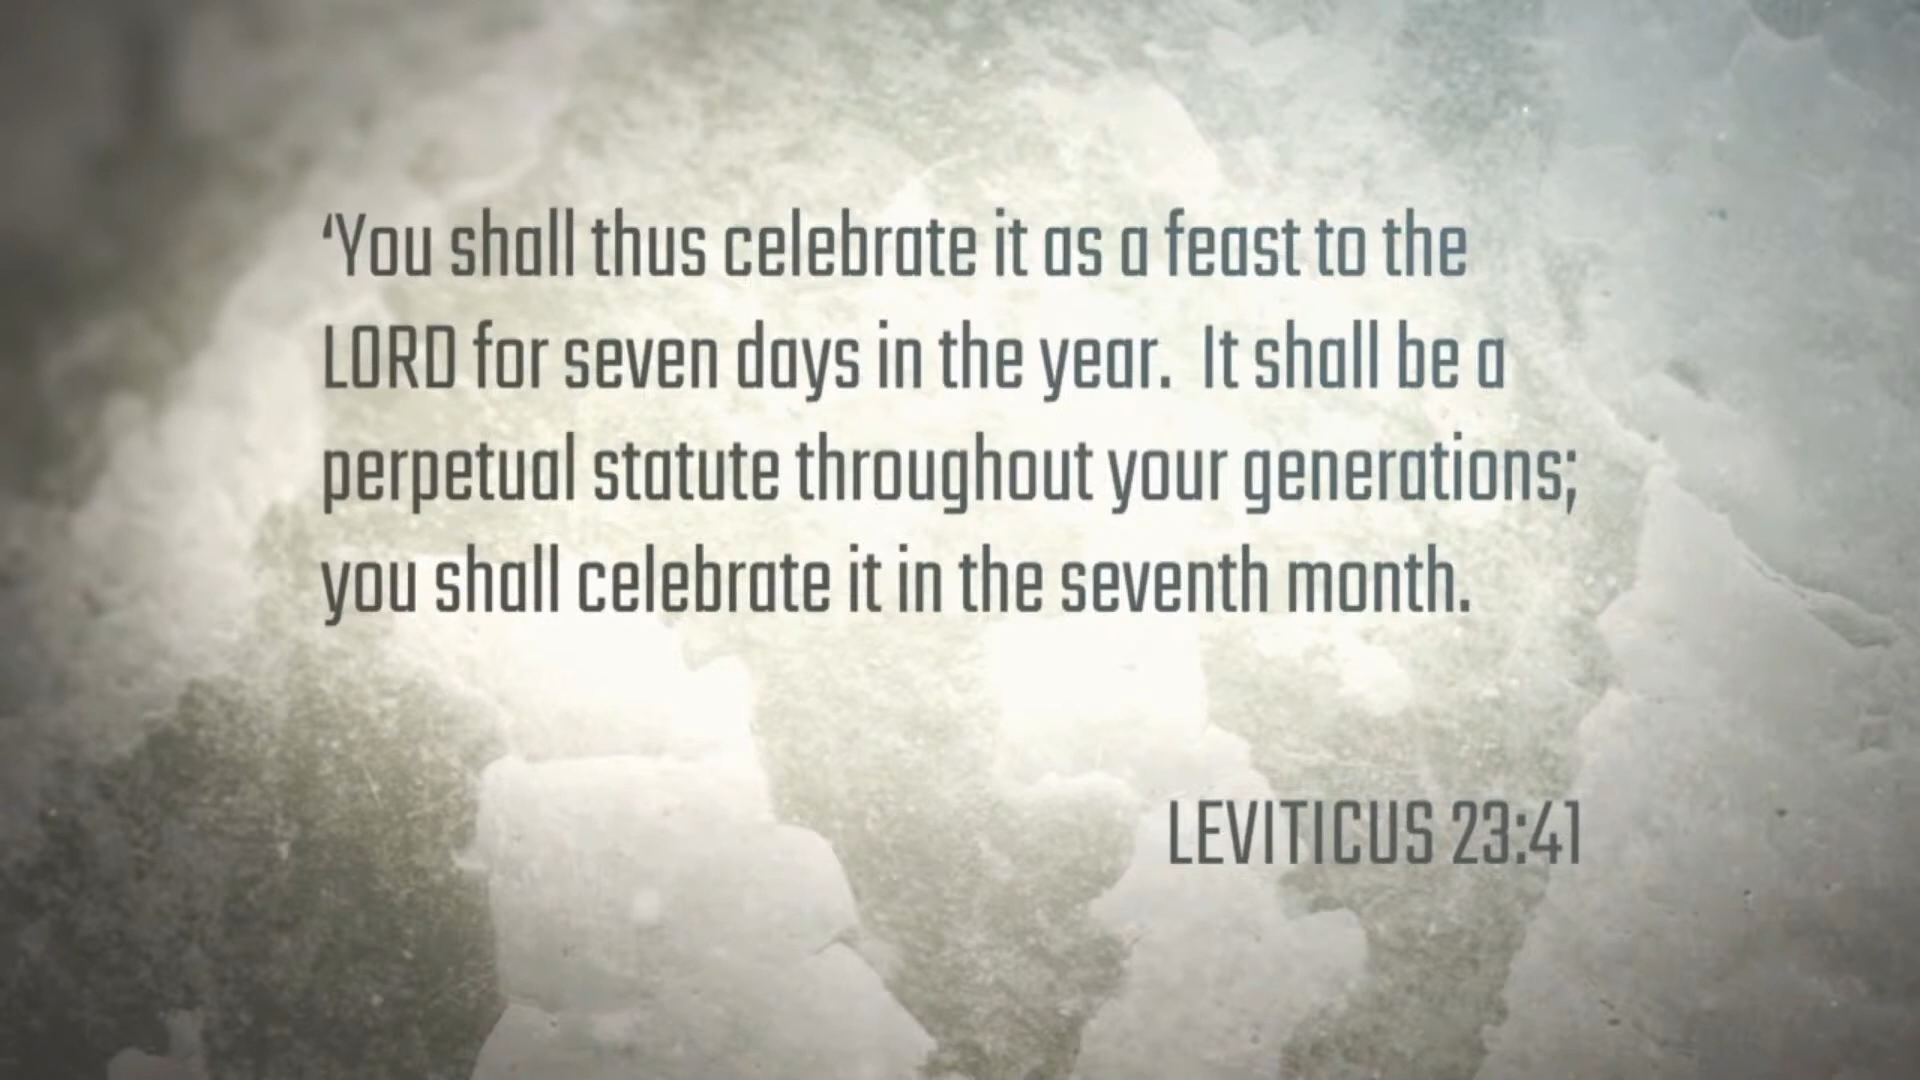 ‘You shall thus celebrate it as a feast to the
LORD for seven days in the year.  It shall be a
perpetual statute throughout your generations;
you shall celebrate it in the seventh month.
LEVITICUS 23:41